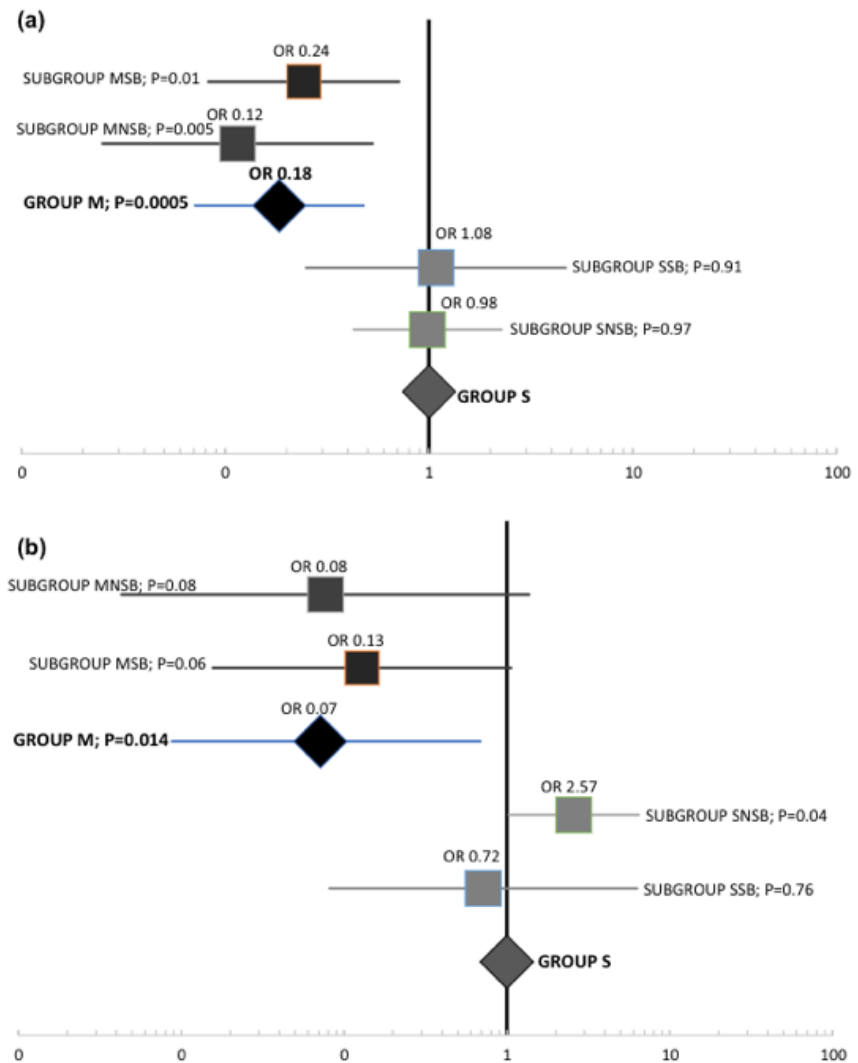 (a)
OR 0.24
SUBGROUP MSB; P=0.01
OR 0.12
SUBGROUP MNSB; P=0.005
OR 0.18
GROUP M; P=0.0005
OR 1.08
SUBGROUP SSB; P=0.91
OR 0.98
SUBGROUP SNSB; P=0.97
GROUP S
0 0 1 10 100
(b)
OR 0.08
SUBGROUP MNSB; P=0.08
OR 0.13
SUBGROUP MSB; P=0.06
OR 0.07
GROUP M; P=0.014
OR 2.57
SUBGROUP SNSB; P=0.04
OR 0.72
SUBGROUP SSB; P=0.76
GROUP S
0 0 0 1 10 100